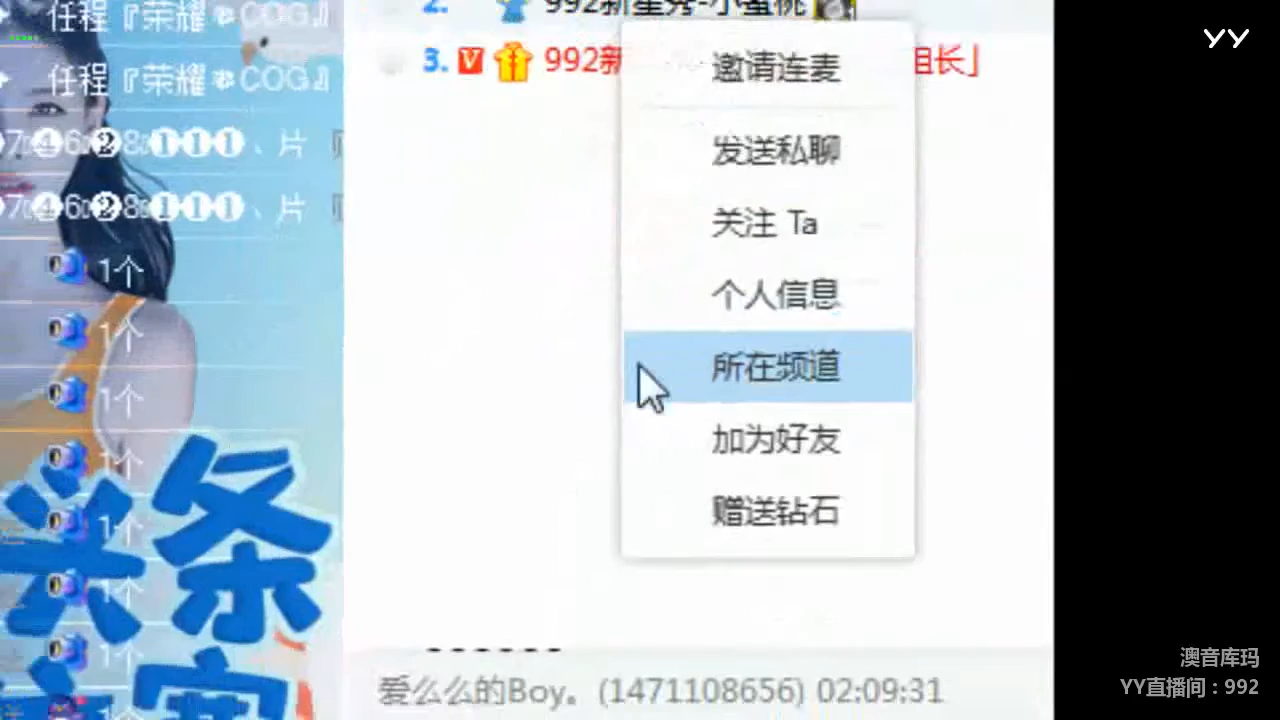 任程『荣耀❄COG』
任程『荣耀❄COG』
1个
1个
1个
1个
1个
1个
1个
头条
2. 992新星秀-小蜜桃
3. V 992新
组长」
邀请连麦
发送私聊
关注 Ta
个人信息
所在频道
加为好友
赠送钻石
爱么么的Boy。(1471108656) 02:09:31
YY
澳音库玛
YY直播间：992